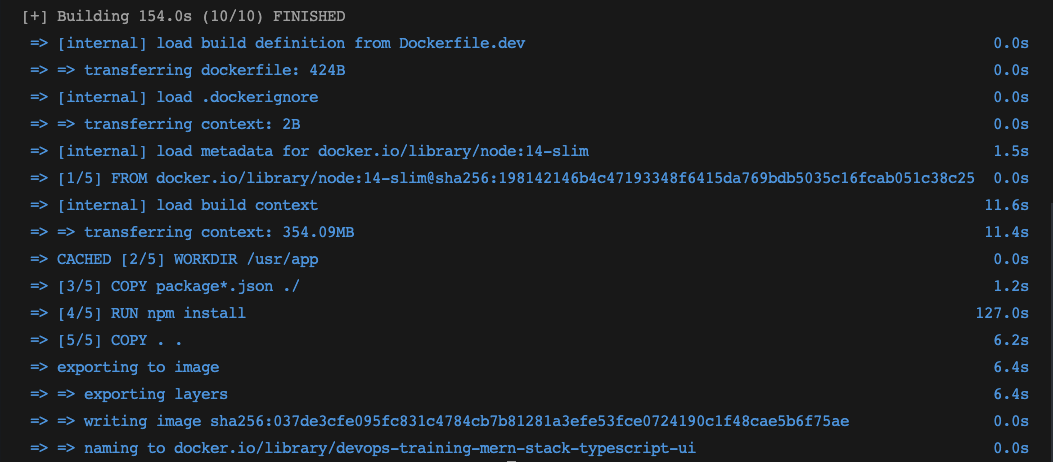 [+] Building 154.0s (10/10) FINISHED
=> [internal] load build definition from Dockerfile.dev 0.0s
=> => transferring dockerfile: 424B 0.0s
=> [internal] load .dockerignore 0.0s
=> => transferring context: 2B 0.0s
=> [internal] load metadata for docker.io/library/node:14-slim 1.5s
=> [1/5] FROM docker.io/library/node:14-slim@sha256:198142146b4c47193348f6415da769bdb5035c16fcab051c38c25 0.0s
=> [internal] load build context 11.6s
=> => transferring context: 354.09MB 11.4s
=> CACHED [2/5] WORKDIR /usr/app 0.0s
=> [3/5] COPY package*.json ./ 1.2s
=> [4/5] RUN npm install 127.0s
=> [5/5] COPY . . 6.2s
=> exporting to image 6.4s
=> => exporting layers 6.4s
=> => writing image sha256:037de3cfe095fc831c4784cb7b81281a3efe53fce0724190c1f48cae5b6f75ae 0.0s
=> => naming to docker.io/library/devops-training-mern-stack-typescript-ui 0.0s